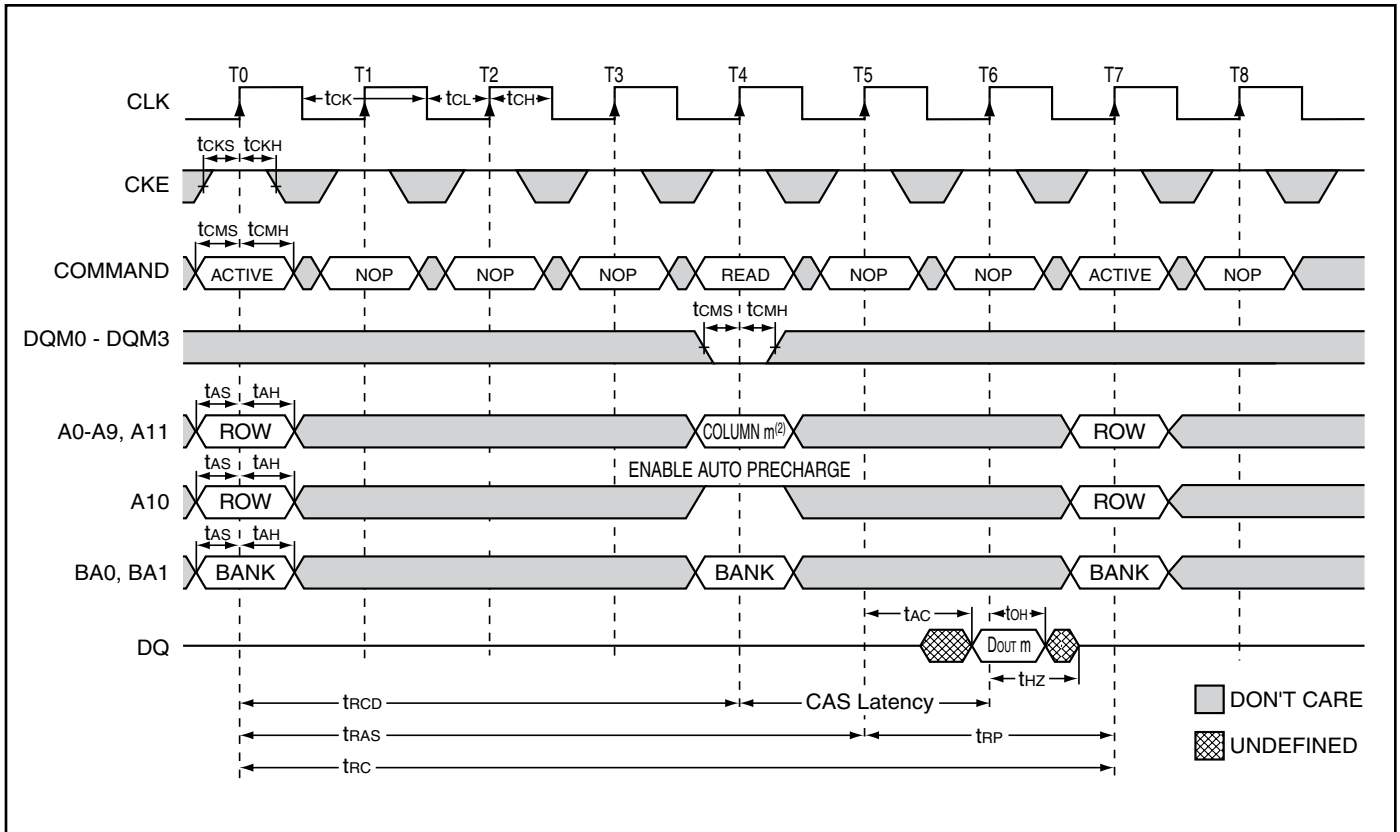 T0 T1 T2 T3 T4 T5 T6 T7 T8
CLK
tCK tCL tCH
tCKS tCKH
CKE
tCMS tCMH
COMMAND ACTIVE NOP NOP NOP READ NOP NOP ACTIVE NOP
tCMS tCMH
DQM0 - DQM3
tAS tAH
A0-A9, A11 ROW COLUMN m(2) ROW
tAS tAH ENABLE AUTO PRECHARGE
A10 ROW ROW
tAS tAH
BA0, BA1 BANK BANK BANK
tAC tOH
DQ DOUT m
tHZ
tRCD CAS Latency
DON'T CARE
tRAS tRP
UNDEFINED
tRC